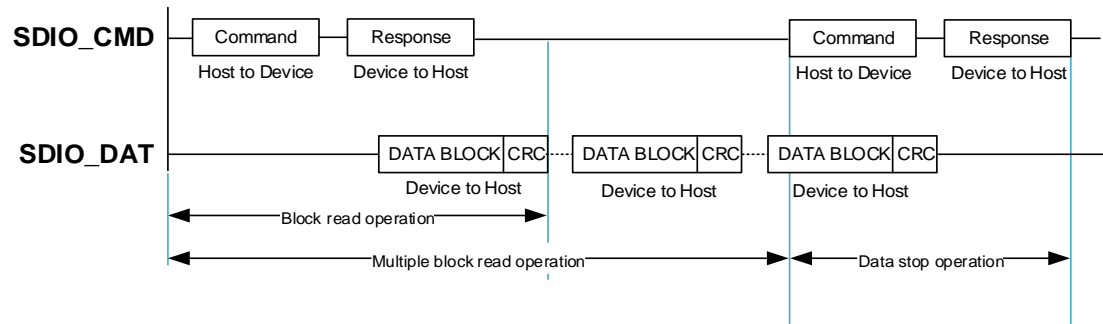 SDIO_CMD
Command
Response
Command
Response
Host to Device
Device to Host
Host to Device
Device to Host
SDIO_DAT
DATA BLOCK
CRC
DATA BLOCK
CRC
DATA BLOCK
CRC
Device to Host
Device to Host
Device to Host
Block read operation
Multiple block read operation
Data stop operation